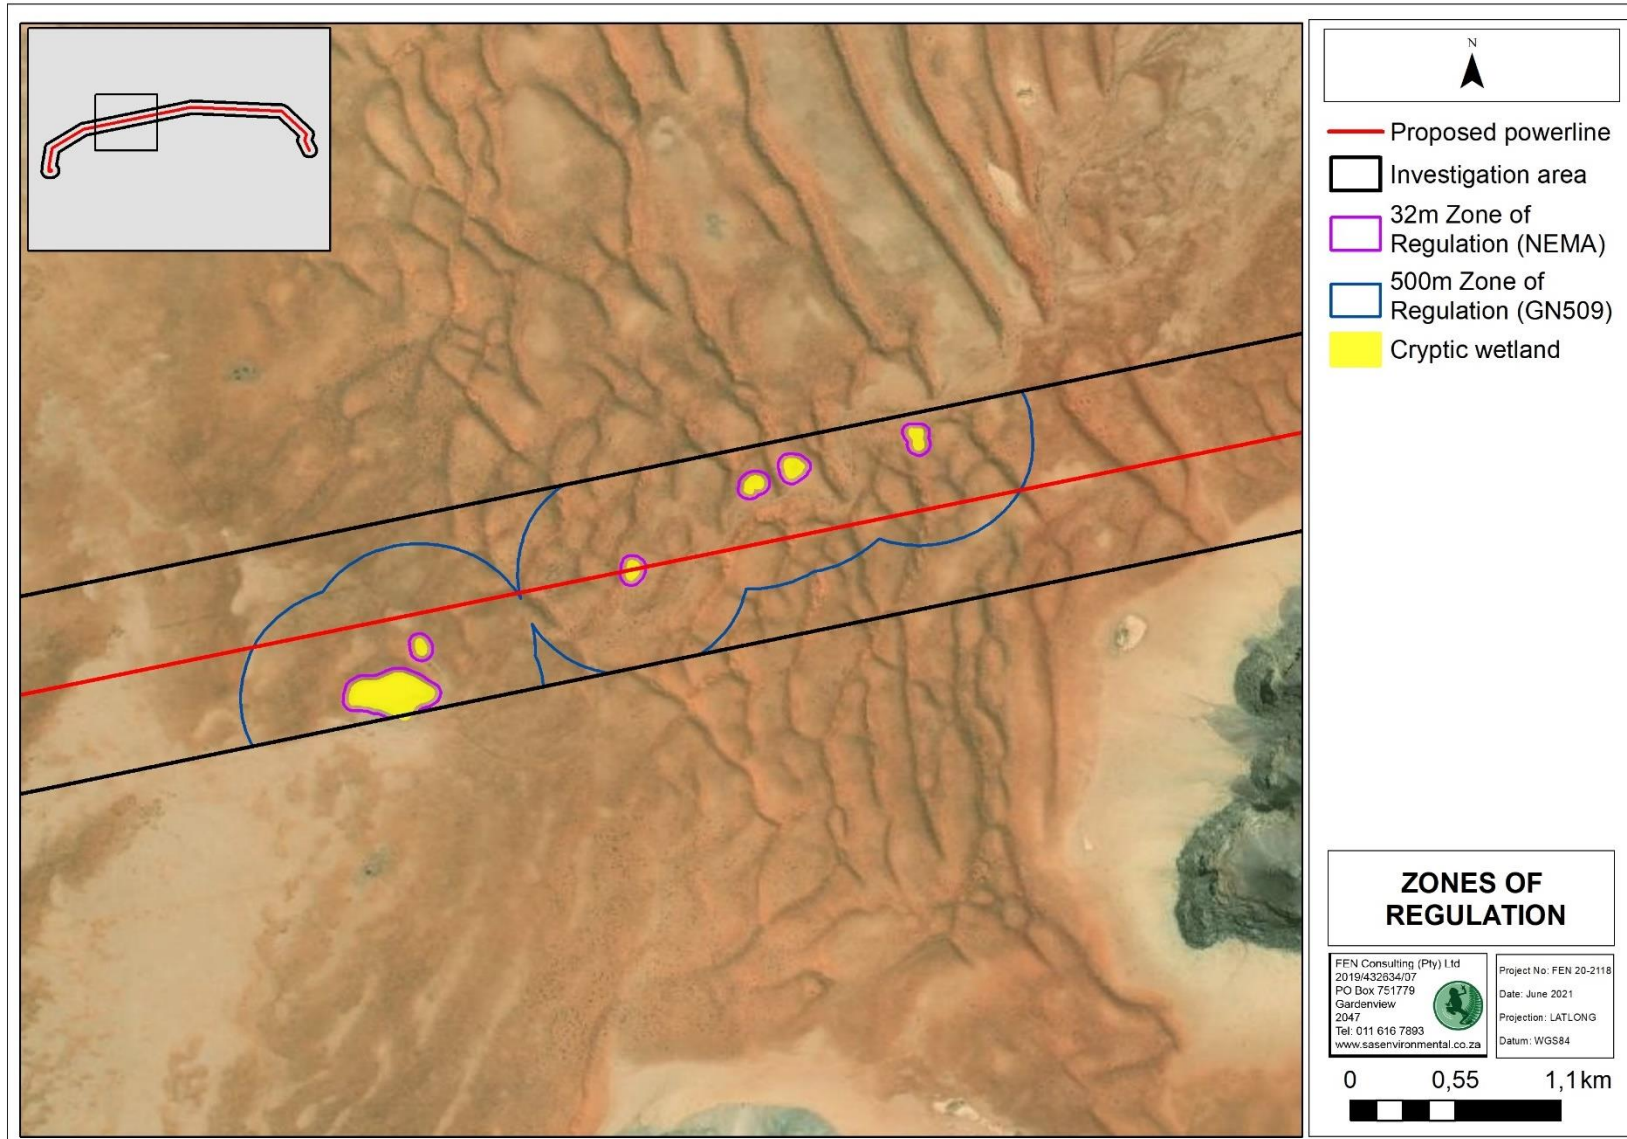 N
Proposed powerline
Investigation area
32m Zone of
Regulation (NEMA)
500m Zone of
Regulation (GN509)
Cryptic wetland
ZONES OF
REGULATION
FEN Consulting (Pty) Ltd
2019/432634/07
PO Box 751779
Gardenview
2047
Tel: 011 616 7893
www.sasenvironmental.co.za
Project No: FEN 20-2118
Date: June 2021
Projection: LATLONG
Datum: WGS84
0 0,55 1,1km